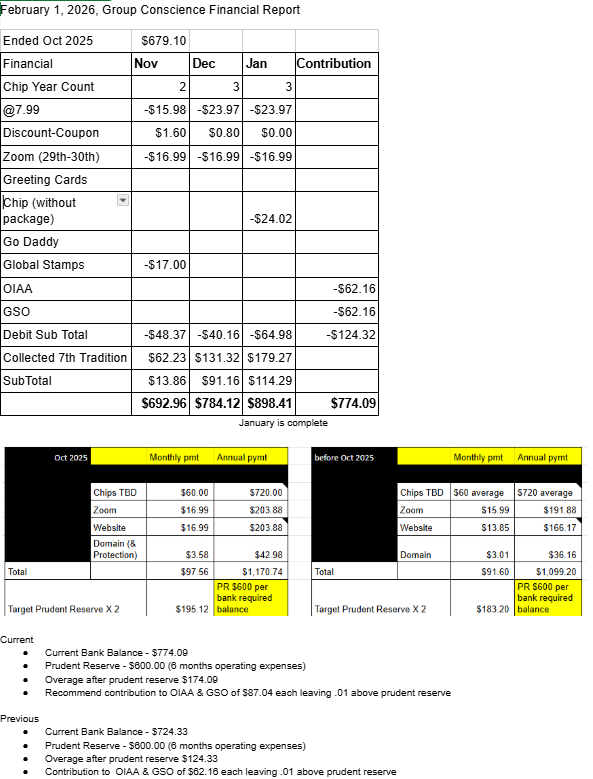 February 1, 2026, Group Conscience Financial Report
Ended Oct 2025 $679.10
Financial Nov Dec Jan Contribution
Chip Year Count 2 3 3
@7.99 -$15.98 -$23.97 -$23.97
Discount-Coupon $1.60 $0.80 $0.00
Zoom (29th-30th) -$16.99 -$16.99 -$16.99
Greeting Cards
Chip (without
package) -$24.02
Go Daddy
Global Stamps -$17.00
OIAA -$62.16
GSO -$62.16
Debit Sub Total -$48.37 -$40.16 -$64.98 -$124.32
Collected 7th Tradition $62.23 $131.32 $179.27
SubTotal $13.86 $91.16 $114.29
$692.96 $784.12 $898.41 $774.09
January is complete
Oct 2025 Monthly pmt Annual pymt
Chips TBD $60.00 $720.00
Zoom $16.99 $203.88
Website $16.99 $203.88
Domain (&
Protection) $3.58 $42.98
Total $97.56 $1,170.74
Target Prudent Reserve X 2 $195.12
PR $600 per
bank required
balance
before Oct 2025 Monthly pmt Annual pymt
Chips TBD $60 average $720 average
Zoom $15.99 $191.88
Website $13.85 $166.17
Domain $3.01 $36.16
Total $91.60 $1,099.20
Target Prudent Reserve X 2 $183.20
PR $600 per
bank required
balance
Current
• Current Bank Balance - $774.09
• Prudent Reserve - $600.00 (6 months operating expenses)
• Overage after prudent reserve $174.09
• Recommend contribution to OIAA & GSO of $87.04 each leaving .01 above prudent reserve
Previous
• Current Bank Balance - $724.33
• Prudent Reserve - $600.00 (6 months operating expenses)
• Overage after prudent reserve $124.33
• Contribution to OIAA & GSO of $62.16 each leaving .01 above prudent reserve